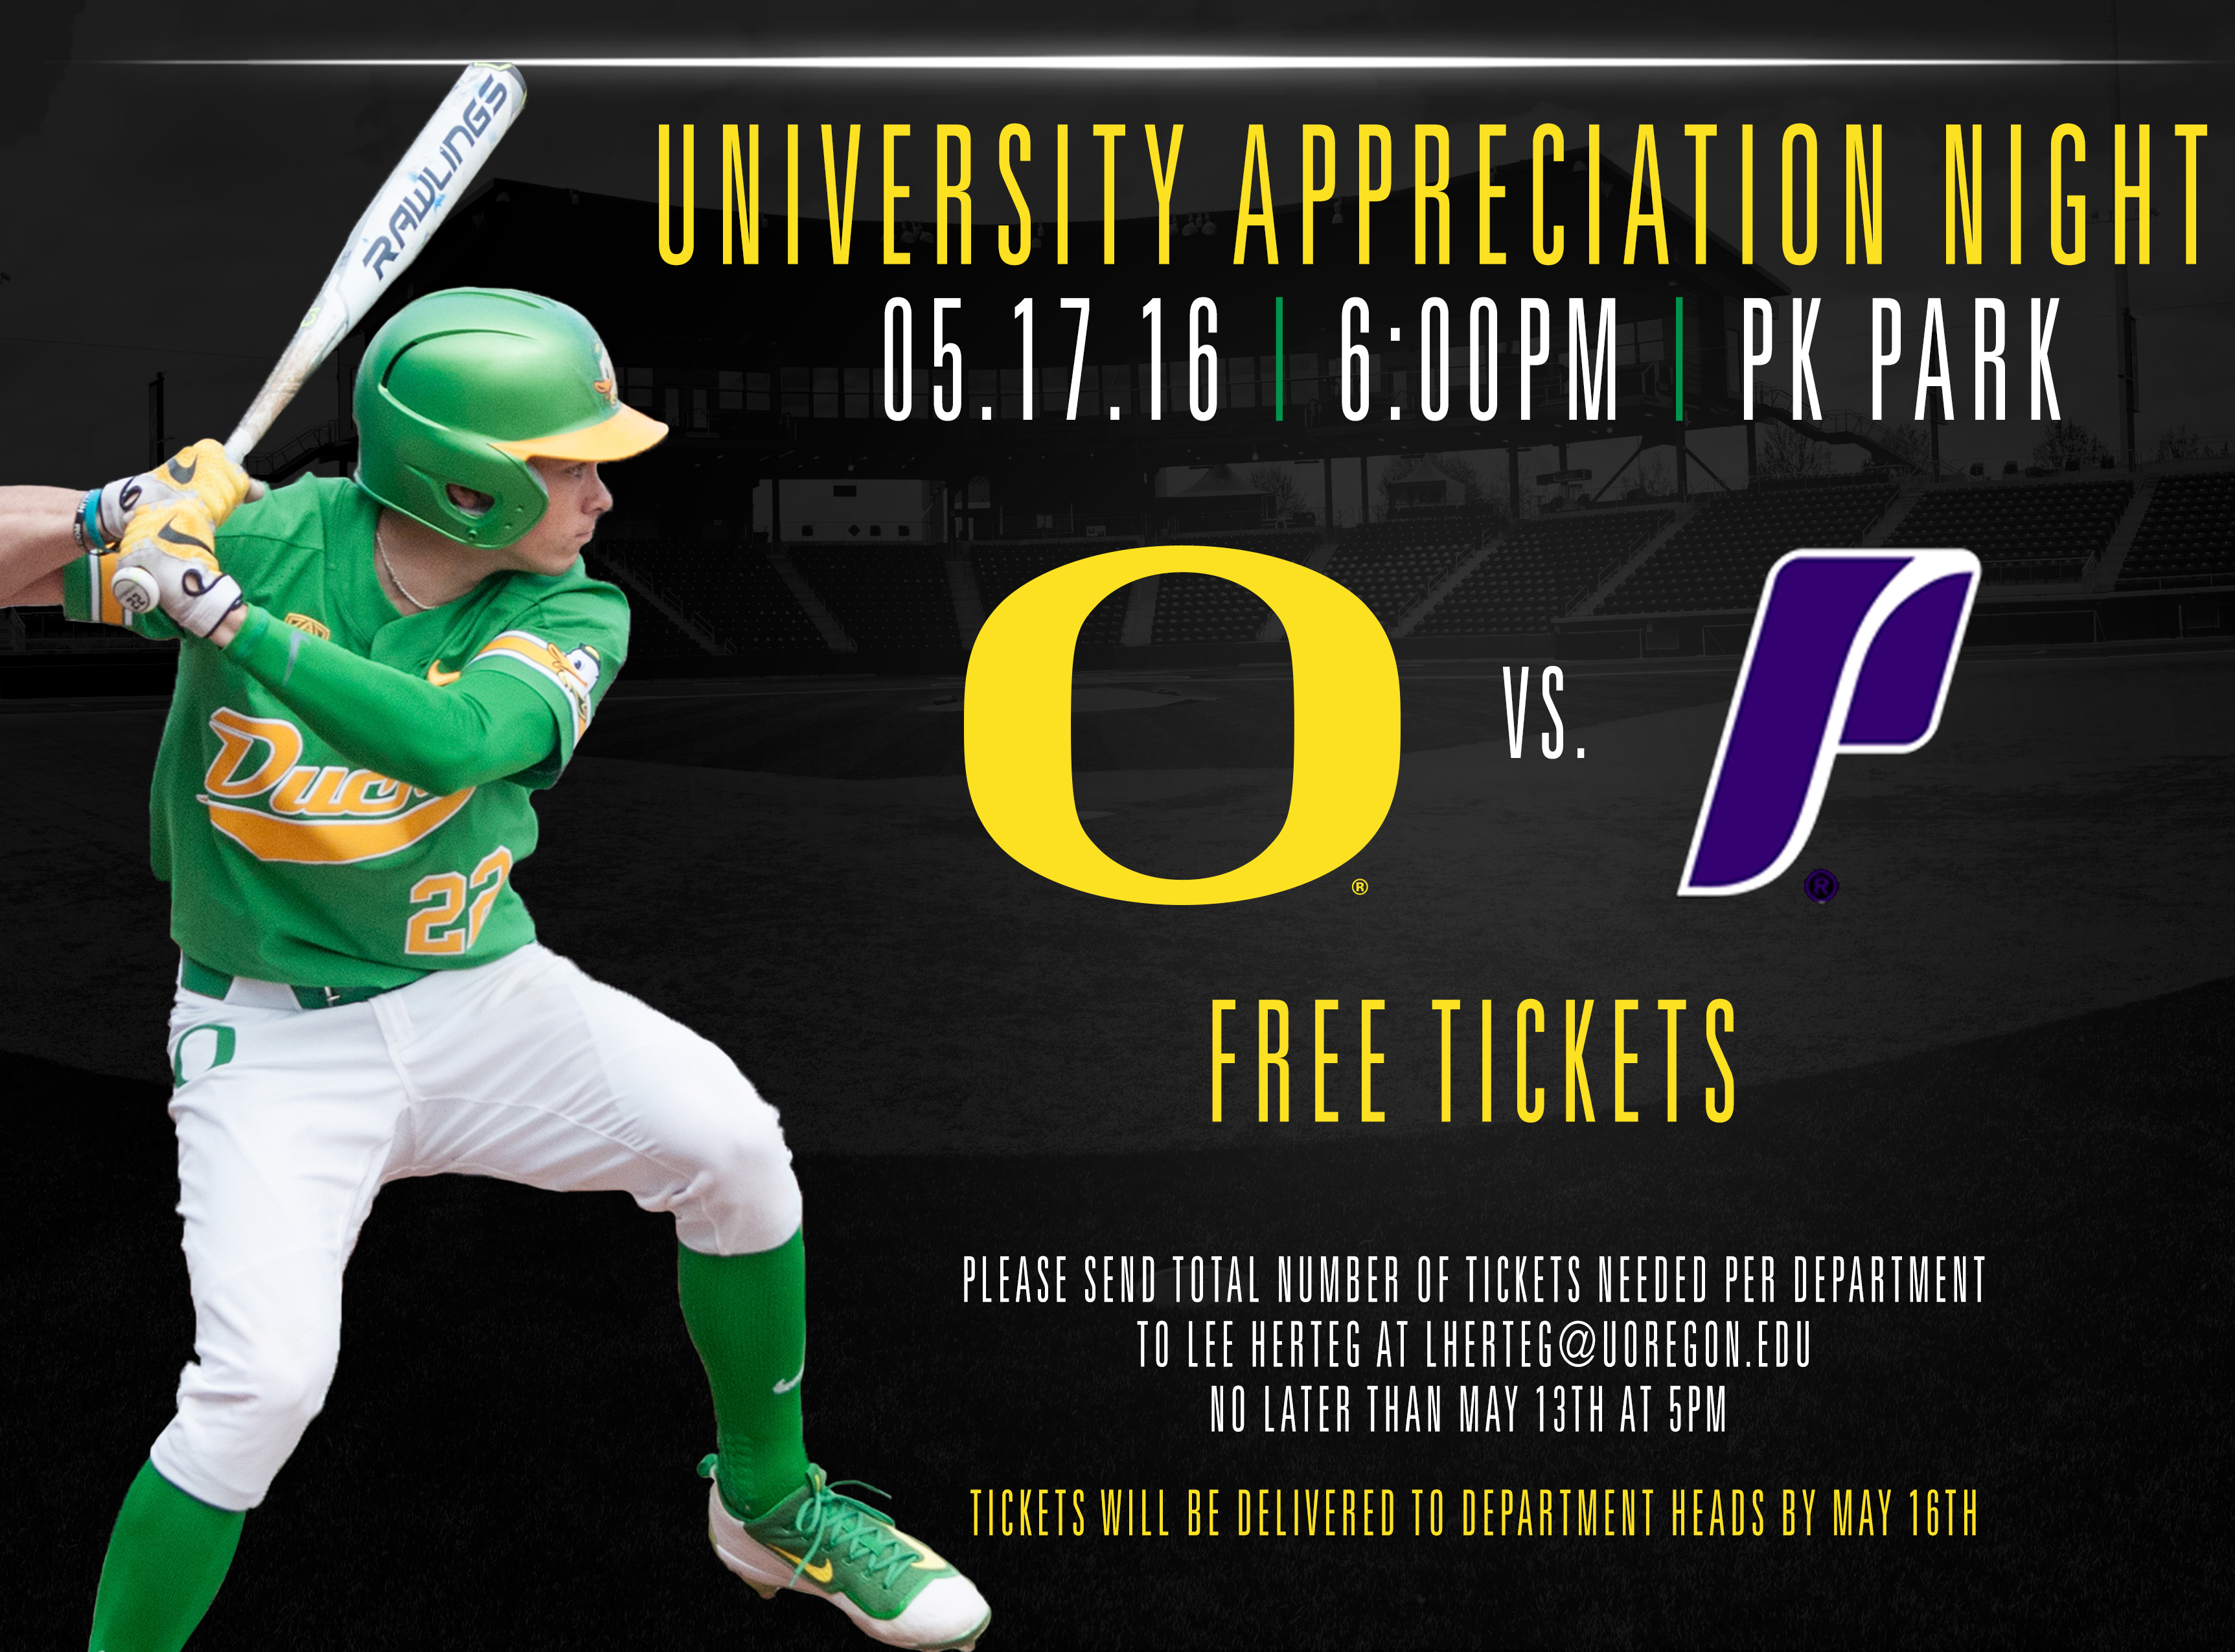 RAWLINGS
UNIVERSITY APPRECIATION NIGHT
05.17.16 | 6:00PM | PK PARK
O
VS.
P
®
®
Ducks
22
FREE TICKETS
PLEASE SEND TOTAL NUMBER OF TICKETS NEEDED PER DEPARTMENT
TO LEE HERTEG AT LHERTEG@UOREGON.EDU
NO LATER THAN MAY 13TH AT 5PM
TICKETS WILL BE DELIVERED TO DEPARTMENT HEADS BY MAY 16TH